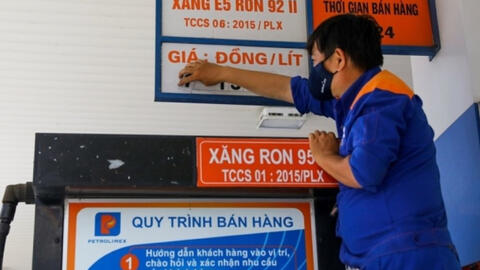 XĂNG E5 RON 92 II
TCCS 06 : 2015 / PLX
THỜI GIAN BÁN HÀNG
24
GIÁ : ĐỒNG/ LÍT
XĂNG RON 95
TCCS 01 : 2015/PLX
P
PETROLIMEX
QUY TRÌNH BÁN HÀNG
1
Hướng dẫn khách hàng vào vị trí,
chào hỏi và xác nhận nhu cầu